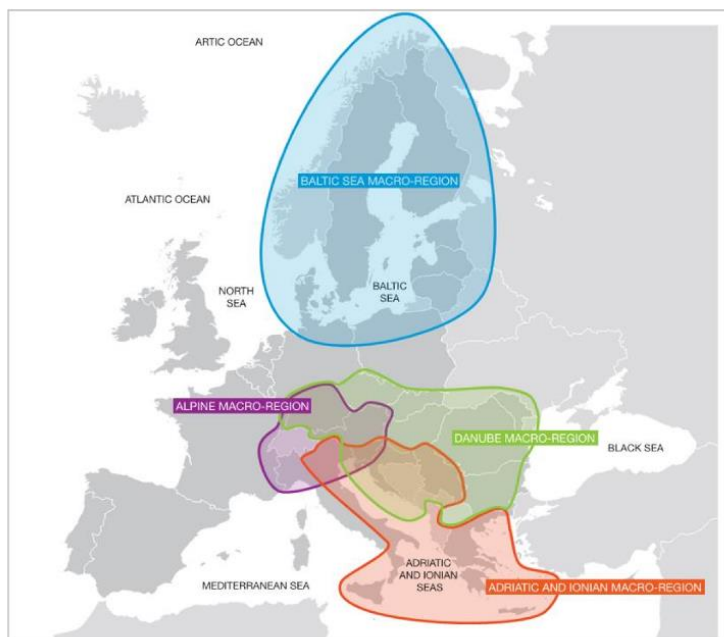 ARTIC OCEAN
BALTIC SEA MACRO-REGION
ATLANTIC OCEAN
NORTH
SEA
BALTIC
SEA
ALPINE MACRO-REGION
DANUBE MACRO-REGION
BLACK SEA
ADRIATIC
AND IONIAN
SEAS
MEDITERRANEAN SEA
ADRIATIC AND IONIAN MACRO-REGION